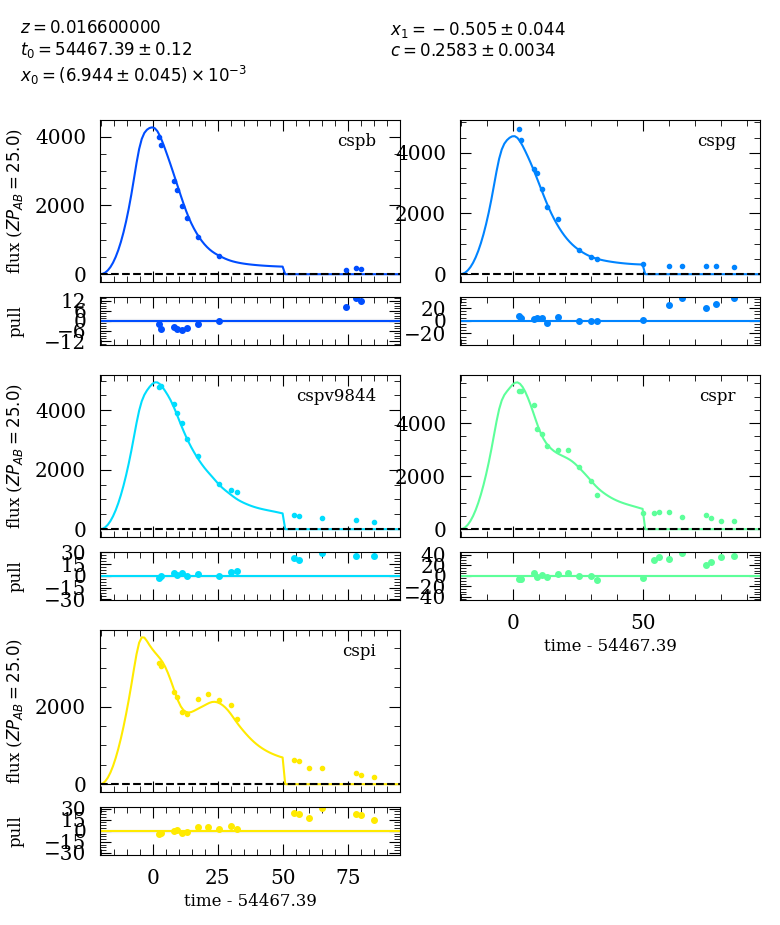 z = 0.016600000
t₀ = 54467.39 ± 0.12
x₀ = (6.944 ± 0.045) × 10⁻³
x₁ = −0.505 ± 0.044
c = 0.2583 ± 0.0034
cspb
flux (ZP_AB = 25.0)
4000
2000
0
pull
12
6
0
−6
−12
cspg
4000
2000
0
20
0
−20
cspv9844
flux (ZP_AB = 25.0)
4000
2000
0
pull
30
15
0
−15
−30
cspr
4000
2000
0
40
20
0
−20
−40
0 50
time - 54467.39
cspi
flux (ZP_AB = 25.0)
2000
0
pull
30
15
0
−15
−30
0 25 50 75
time - 54467.39